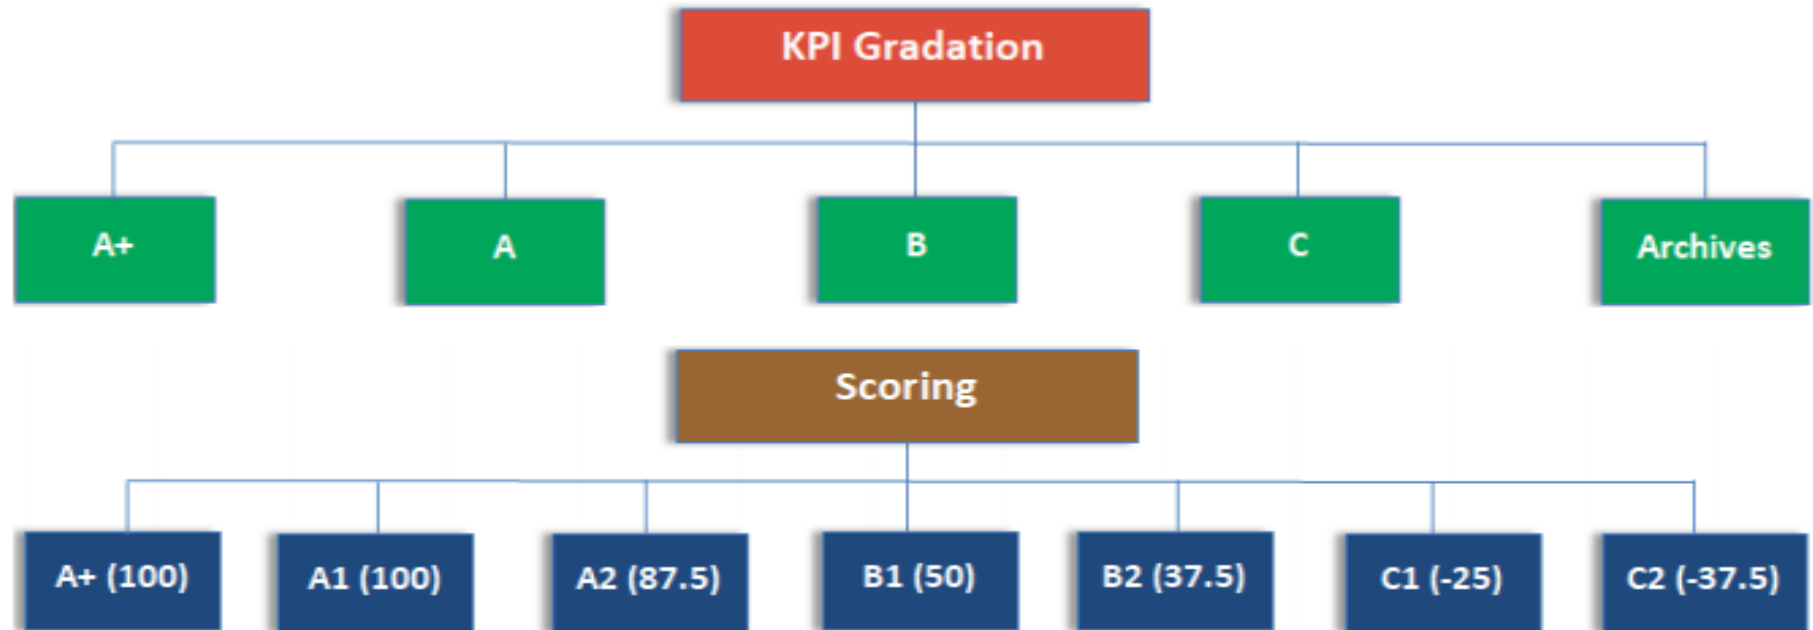 KPI Gradation
A+
A
B
C
Archives
Scoring
A+ (100)
A1 (100)
A2 (87.5)
B1 (50)
B2 (37.5)
C1 (-25)
C2 (-37.5)